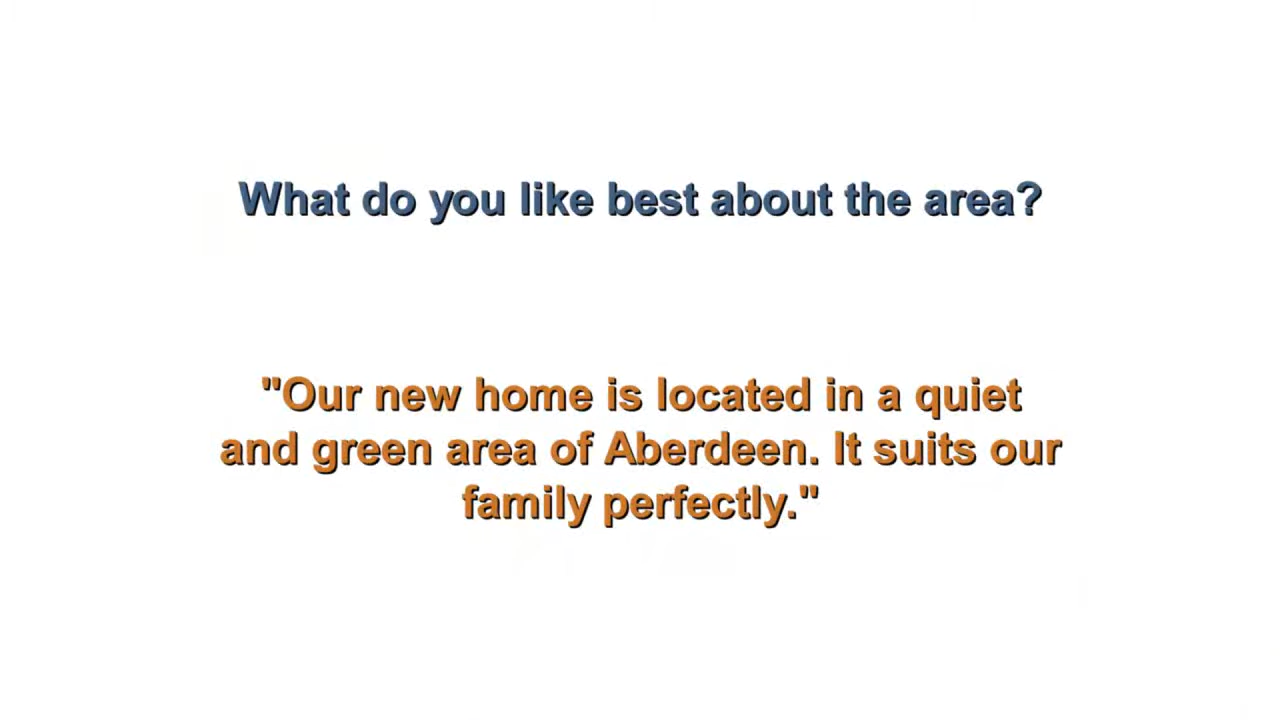 What do you like best about the area?
"Our new home is located in a quiet
and green area of Aberdeen. It suits our
family perfectly."